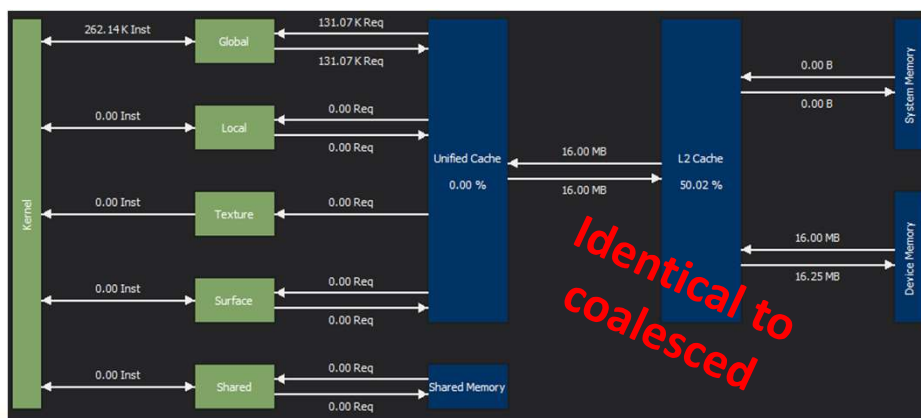 Kernel
262.14 K Inst
Global
131.07 K Req
131.07 K Req
0.00 Inst
Local
0.00 Req
0.00 Req
0.00 Inst
Texture
0.00 Req
0.00 Inst
Surface
0.00 Req
0.00 Req
0.00 Inst
Shared
0.00 Req
0.00 Req
Unified Cache
0.00 %
Shared Memory
16.00 MB
16.00 MB
L2 Cache
50.02 %
0.00 B
0.00 B
System Memory
16.00 MB
16.25 MB
Device Memory
Identical to
coalesced